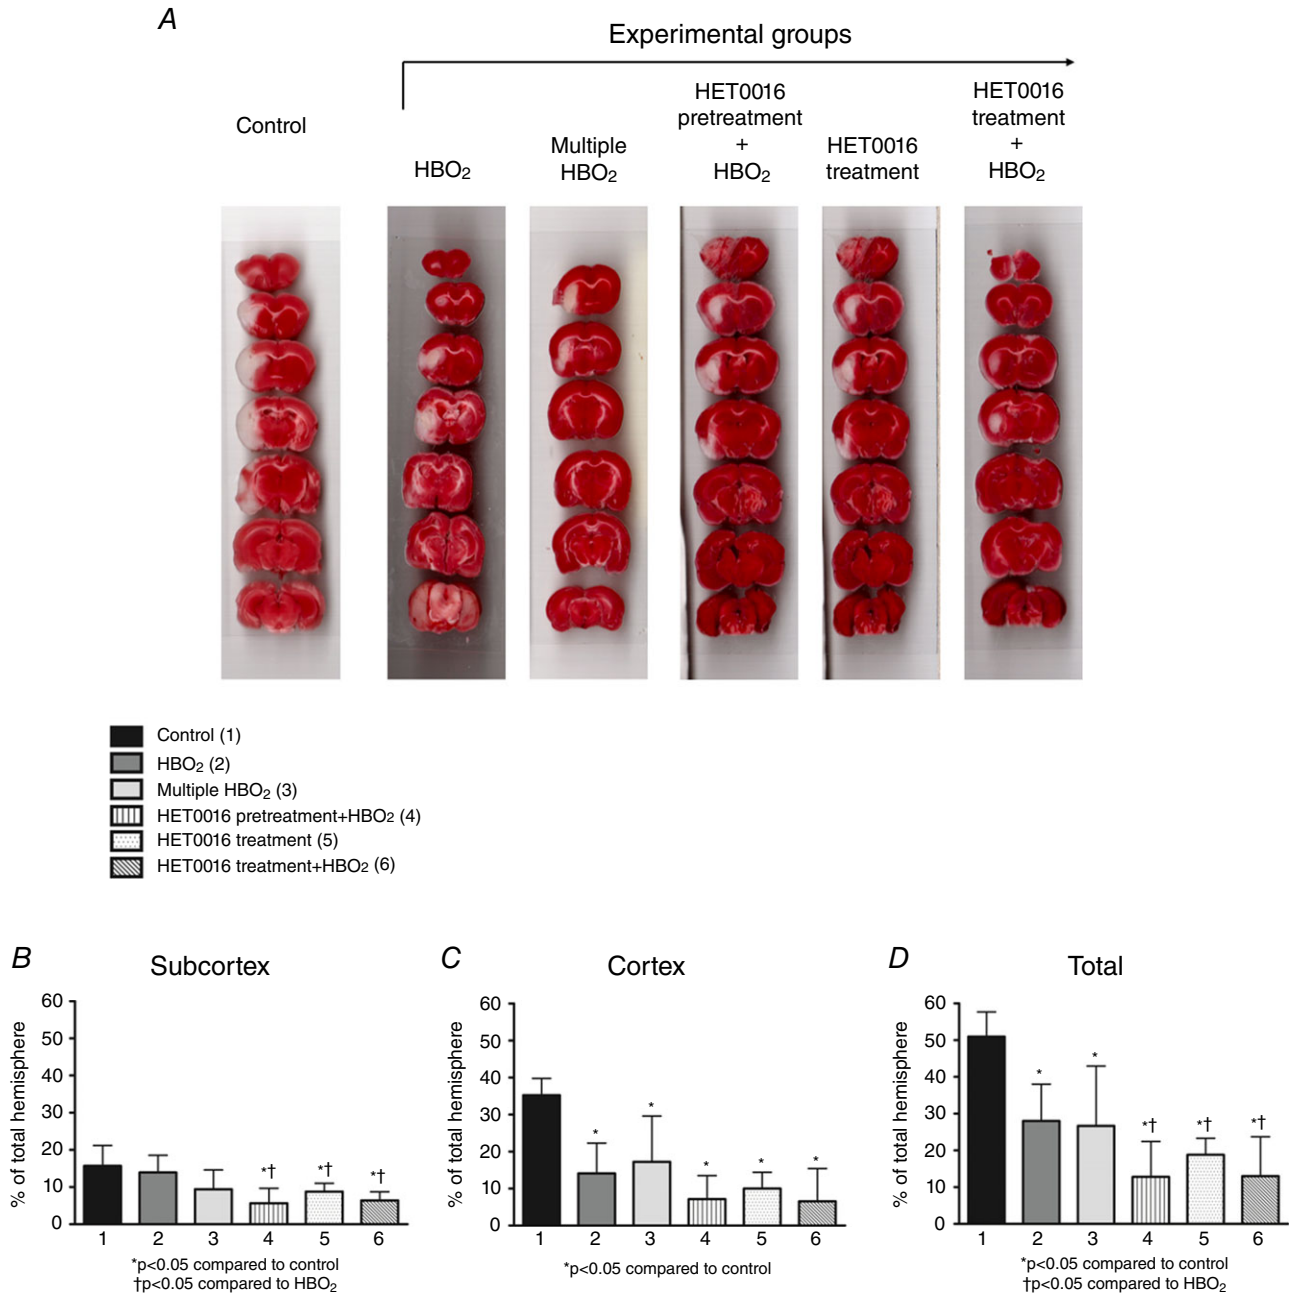 A
Experimental groups
Control
HBO2
Multiple
HBO2
HET0016
pretreatment
+
HBO2
HET0016
treatment
HET0016
treatment
+
HBO2
Control (1)
HBO2 (2)
Multiple HBO2 (3)
HET0016 pretreatment+HBO2 (4)
HET0016 treatment (5)
HET0016 treatment+HBO2 (6)
B
Subcortex
% of total hemisphere
60
50
40
30
20
10
0
*†
*†
*†
1 2 3 4 5 6
*p<0.05 compared to control
†p<0.05 compared to HBO2
C
Cortex
% of total hemisphere
60
50
40
30
20
10
0
*
*
*
*
*
1 2 3 4 5 6
*p<0.05 compared to control
D
Total
% of total hemisphere
60
50
40
30
20
10
0
*
*
*†
*†
*†
1 2 3 4 5 6
*p<0.05 compared to control
†p<0.05 compared to HBO2